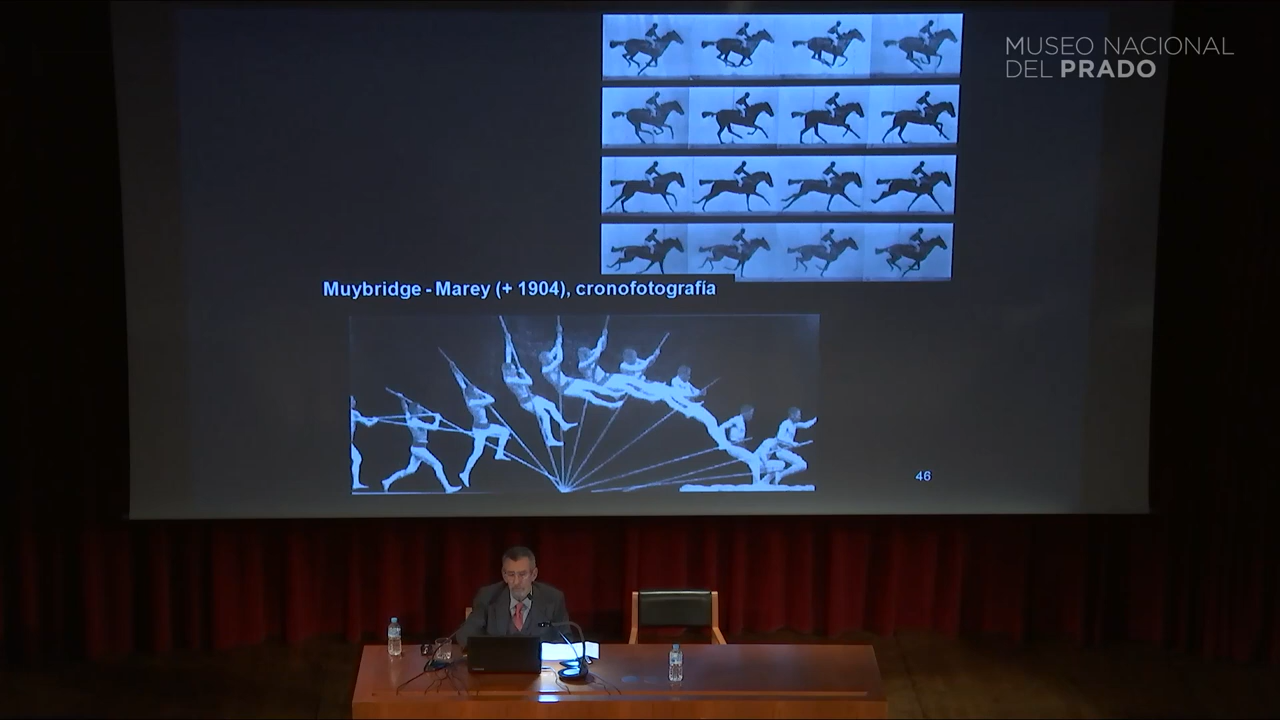 MUSEO NACIONAL
DEL PRADO
Muybridge - Marey (+ 1904), cronofotografía
46